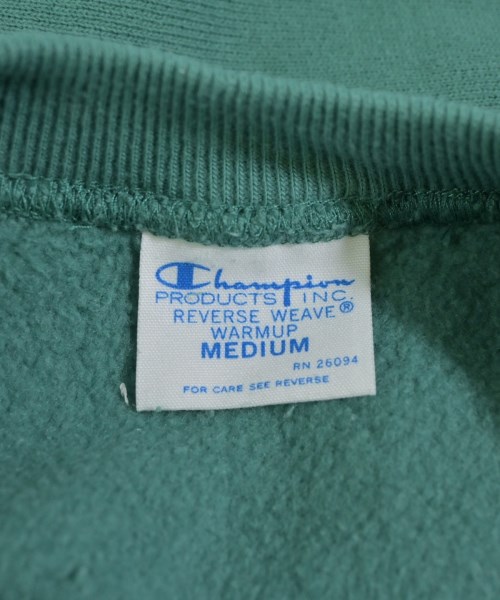 Champion
PRODUCTS INC.
REVERSE WEAVE®
WARMUP
MEDIUM
RN 26094
FOR CARE SEE REVERSE